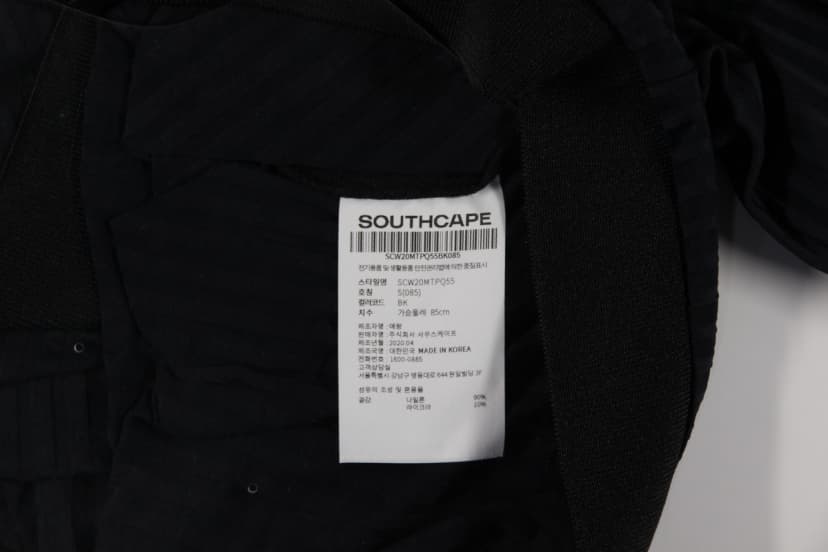 SOUTHCAPE
SCW20MTPQ55BK085
전기용품 및 생활용품 안전관리법에 의한 품질표시
스타일명 SCW20MTPQ55
호칭 S(085)
컬러코드 BK
치수 가슴둘레 85cm
제조자명 : 예왕
판매자명 : 주식회사 사우스케이프
제조년월 : 2020.04
제조국명 : 대한민국 MADE IN KOREA
전화번호 : 1800-0885
고객상담실
서울특별시 강남구 영동대로 644 원일빌딩 3F
섬유의 조성 및 혼용률
겉감 나일론 90%
라이크라 10%